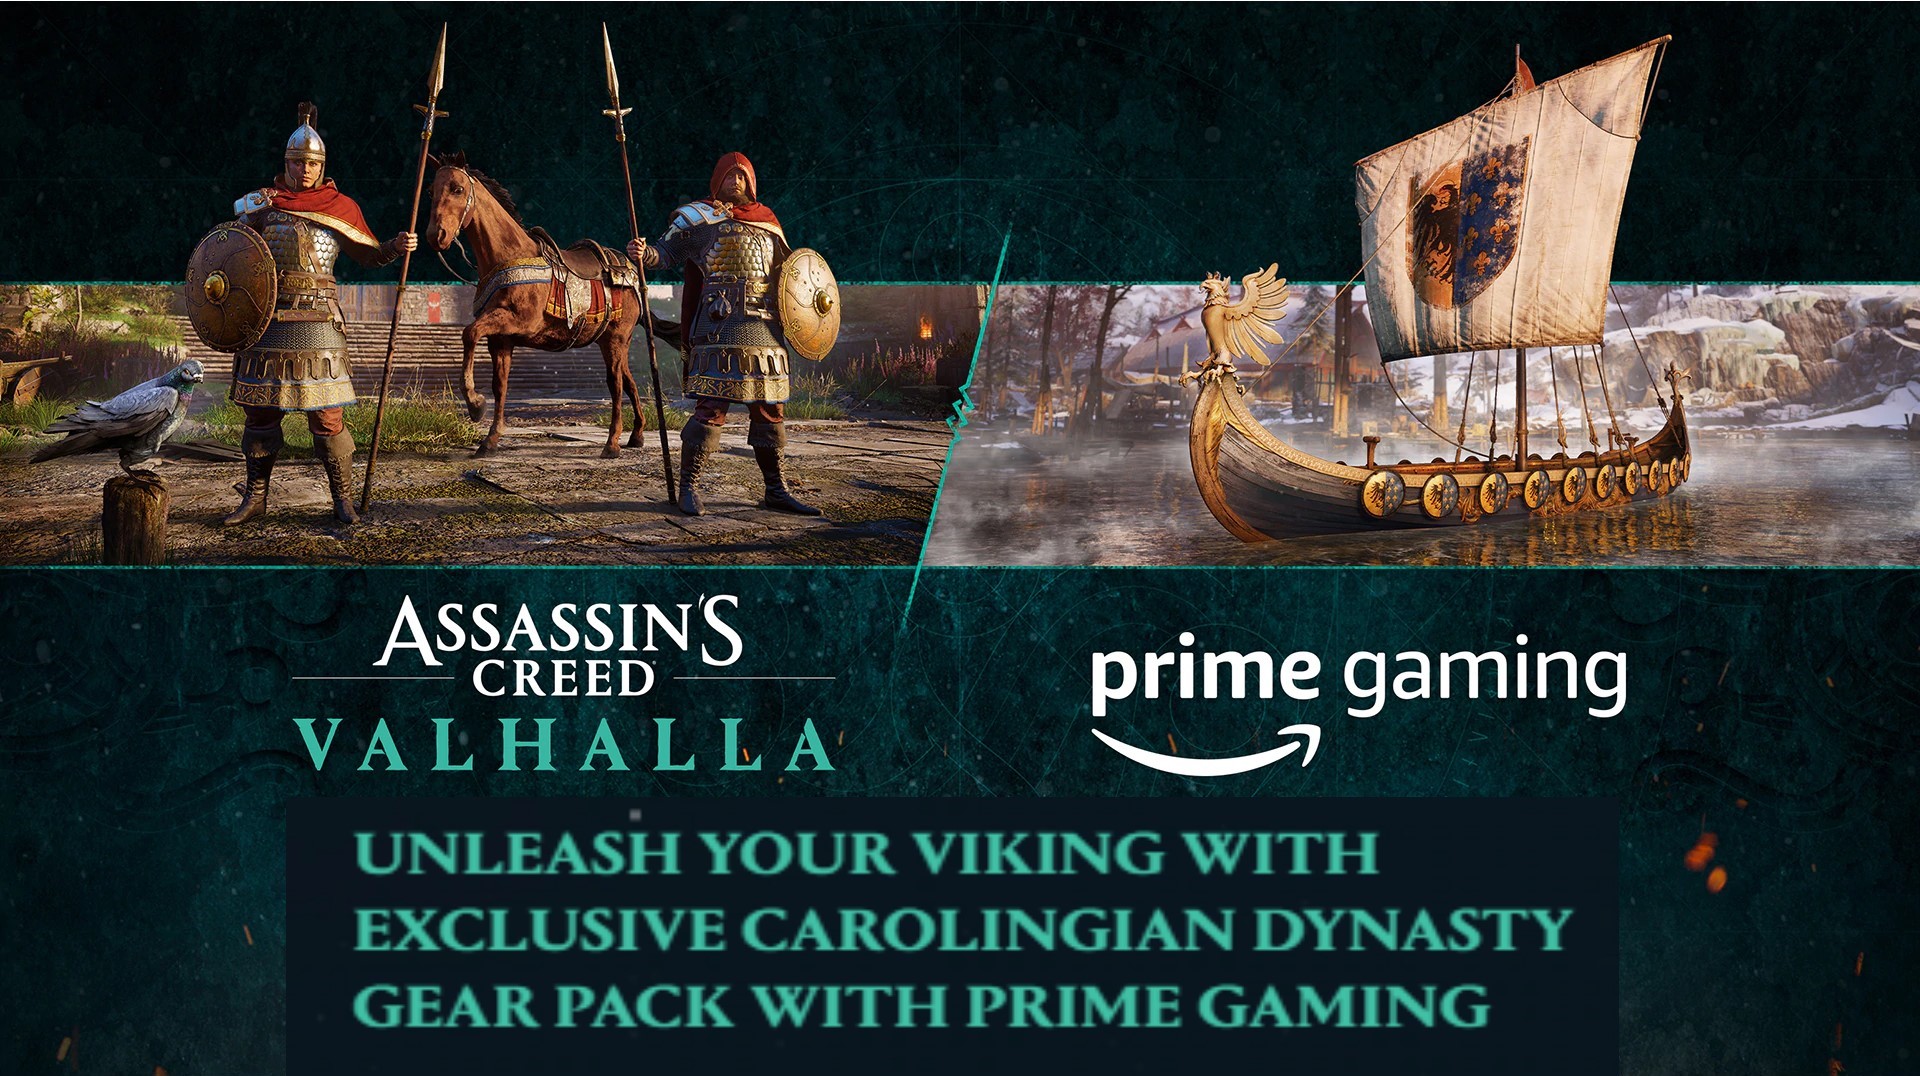 ASSASSIN'S
CREED
VALHALLA
prime gaming
UNLEASH YOUR VIKING WITH
EXCLUSIVE CAROLINGIAN DYNASTY
GEAR PACK WITH PRIME GAMING